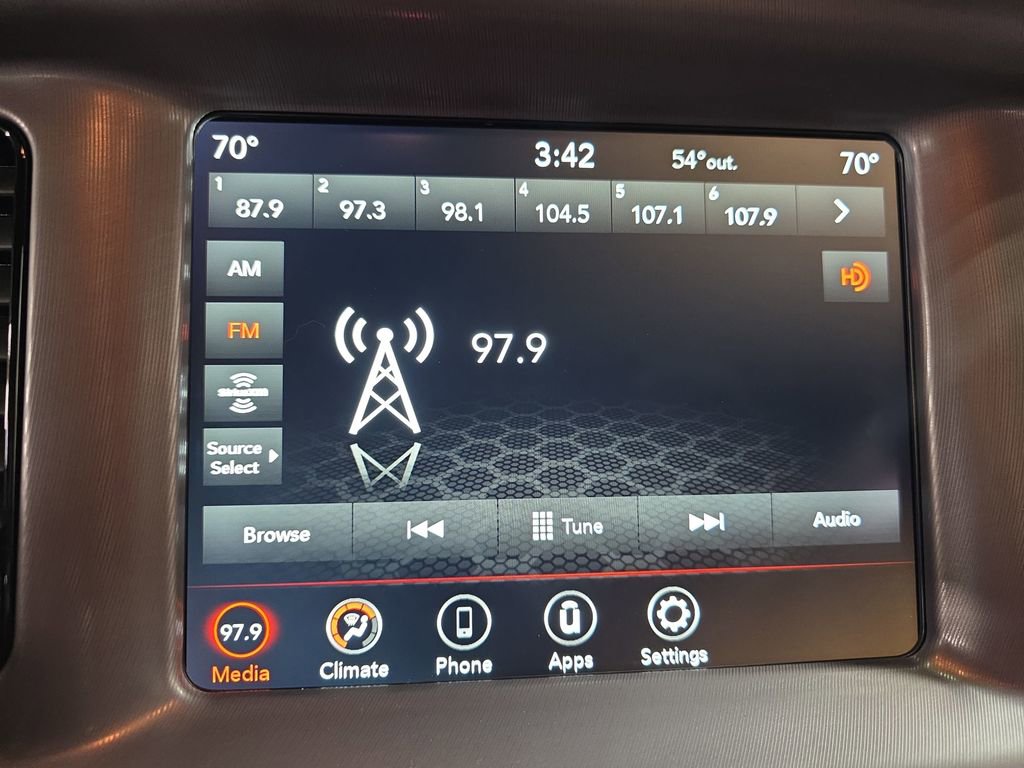 70° 3:42 54° out. 70°
1 87.9 2 97.3 3 98.1 4 104.5 5 107.1 6 107.9
AM
HD
FM
97.9
siriusxm
Source
Select
Browse Tune Audio
97.9
Media Climate Phone Apps Settings